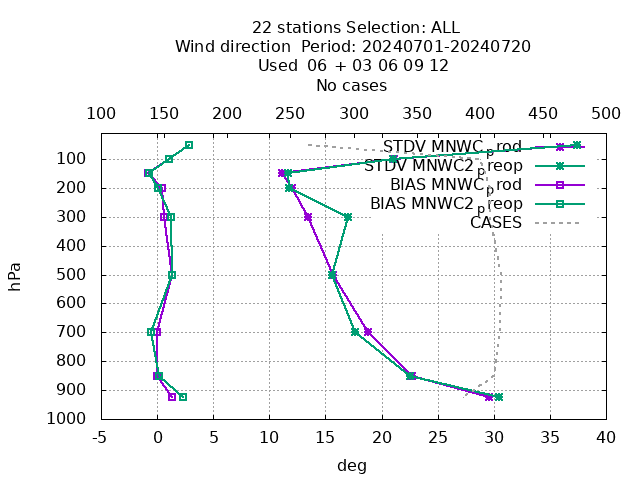 22 stations Selection: ALL
Wind direction  Period: 20240701-20240720
Used  06 + 03 06 09 12
No cases
100 150 200 250 300 350 400 450 500
STDV MNWC_prod
STDV MNWC2_preop
BIAS MNWC_prod
BIAS MNWC2_preop
CASES
hPa
100
200
300
400
500
600
700
800
900
1000
-5 0 5 10 15 20 25 30 35 40
deg